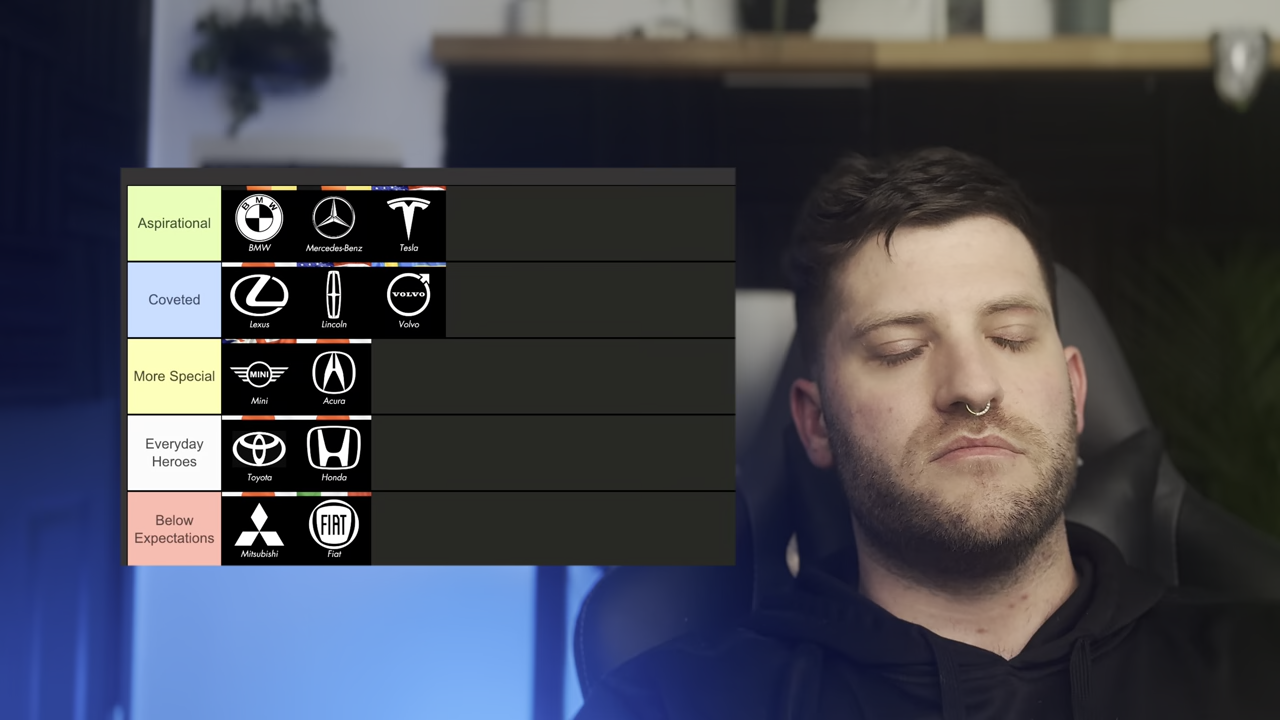 Aspirational
BMW
BMW
Mercedes-Benz
Tesla
Coveted
Lexus
Lincoln
VOLVO
Volvo
More Special
MINI
Mini
Acura
Everyday
Heroes
Toyota
Honda
Below
Expectations
Mitsubishi
FIAT
Fiat